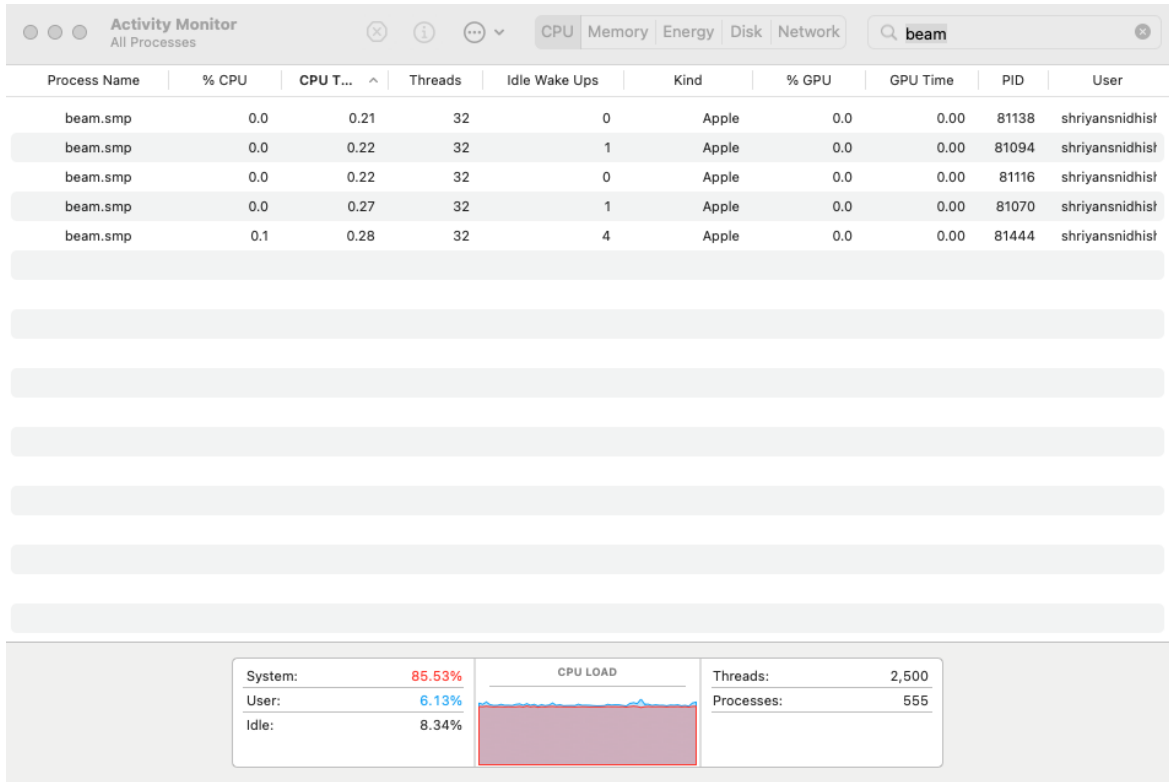 Activity Monitor
All Processes
CPU Memory Energy Disk Network
beam
Process Name % CPU CPU T... Threads Idle Wake Ups Kind % GPU GPU Time PID User
beam.smp 0.0 0.21 32 0 Apple 0.0 0.00 81138 shriyansnidhish
beam.smp 0.0 0.22 32 1 Apple 0.0 0.00 81094 shriyansnidhish
beam.smp 0.0 0.22 32 0 Apple 0.0 0.00 81116 shriyansnidhish
beam.smp 0.0 0.27 32 1 Apple 0.0 0.00 81070 shriyansnidhish
beam.smp 0.1 0.28 32 4 Apple 0.0 0.00 81444 shriyansnidhish
System: 85.53% CPU LOAD Threads: 2,500
User: 6.13% Processes: 555
Idle: 8.34%